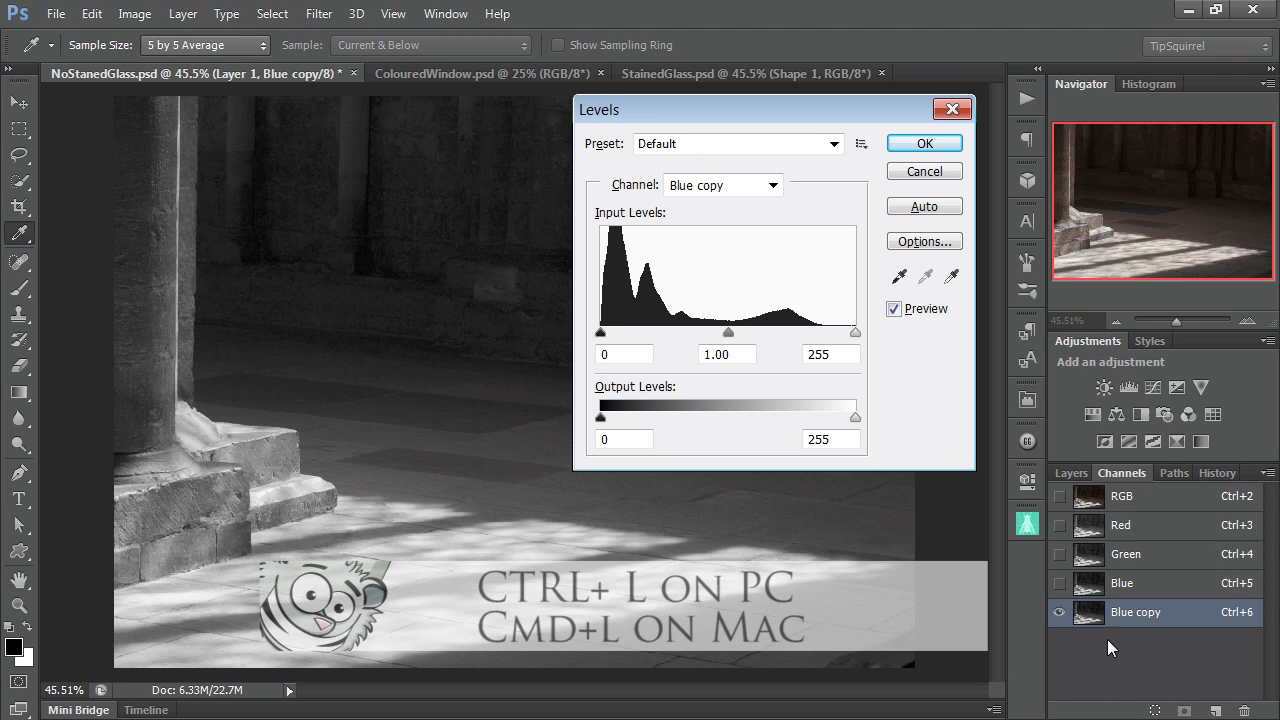 Ps File Edit Image Layer Type Select Filter 3D View Window Help
Sample Size: 5 by 5 Average Sample: Current & Below Show Sampling Ring TipSquirrel
NoStanedGlass.psd @ 45.5% (Layer 1, Blue copy/8) * × ColouredWindow.psd @ 25% (RGB/8*) × StainedGlass.psd @ 45.5% (Shape 1, RGB/8*) ×
Levels
Preset: Default
OK
Cancel
Channel: Blue copy
Auto
Input Levels:
Options...
Preview
0 1.00 255
Output Levels:
0 255
CTRL+ L ON PC
CMD+L ON MAC
Navigator Histogram
45.51%
Adjustments Styles
Add an adjustment
Layers Channels Paths History
RGB Ctrl+2
Red Ctrl+3
Green Ctrl+4
Blue Ctrl+5
Blue copy Ctrl+6
45.51% Doc: 6.33M/22.7M
Mini Bridge Timeline